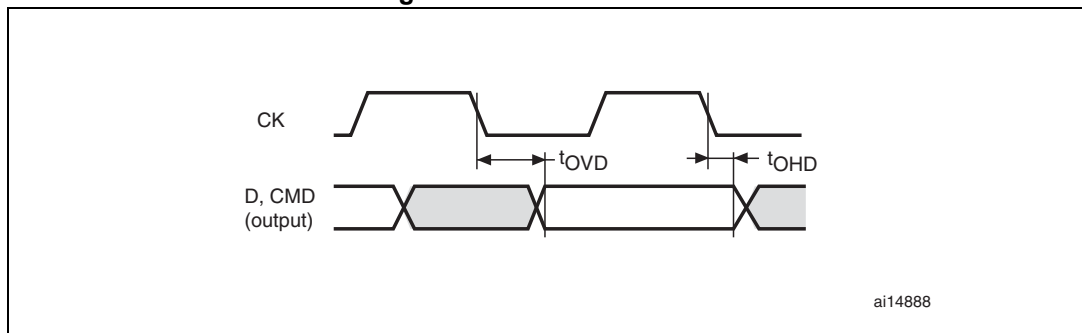 CK
tOVD
tOHD
D, CMD
(output)
ai14888